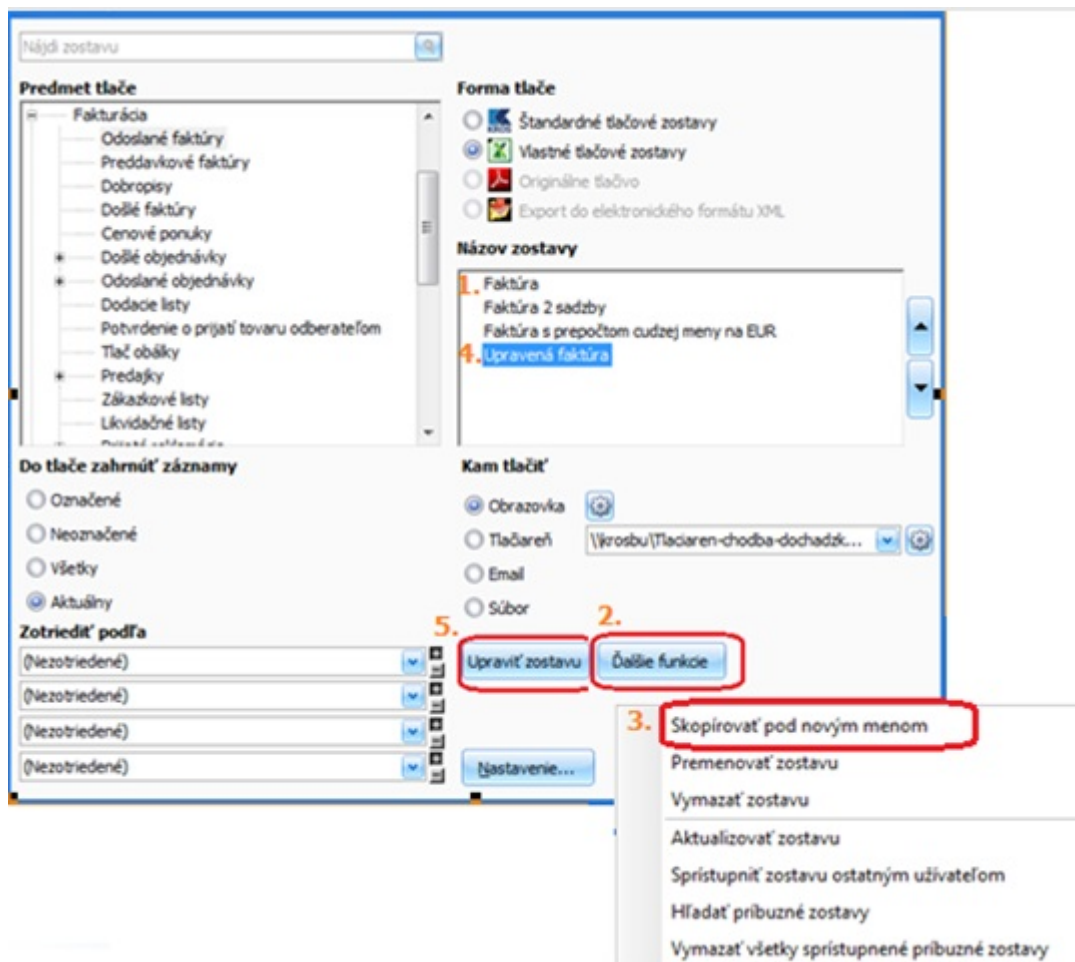 Nájdi zostavu
Predmet tlače
Fakturácia
Odoslané faktúry
Preddavkové faktúry
Dobropisy
Došlé faktúry
Cenové ponuky
Došlé objednávky
Odoslané objednávky
Dodacie listy
Potvrdenie o prijatí tovaru odberateľom
Tlač obálky
Predajky
Zákazkové listy
Likvidačné listy
Forma tlače
Štandardné tlačové zostavy
Vlastné tlačové zostavy
Originálne tlačivo
Export do elektronického formátu XML
Názov zostavy
1. Faktúra
Faktúra 2 sadzby
Faktúra s prepočtom cudzej meny na EUR
4. Upravená faktúra
Do tlače zahrnúť záznamy
Označené
Neoznačené
Všetky
Aktuálny
Kam tlačiť
Obrazovka
Tlačiareň \\krosbu\Tlaciaren-chodba-dochadzk...
Email
Súbor
Zotriediť podľa
(Nezotriedené)
(Nezotriedené)
(Nezotriedené)
(Nezotriedené)
5. Upraviť zostavu
2. Ďalšie funkcie
Nastavenie...
3. Skopírovať pod novým menom
Premenovať zostavu
Vymazať zostavu
Aktualizovať zostavu
Sprístupniť zostavu ostatným užívateľom
Hľadať príbuzné zostavy
Vymazať všetky sprístupnené príbuzné zostavy